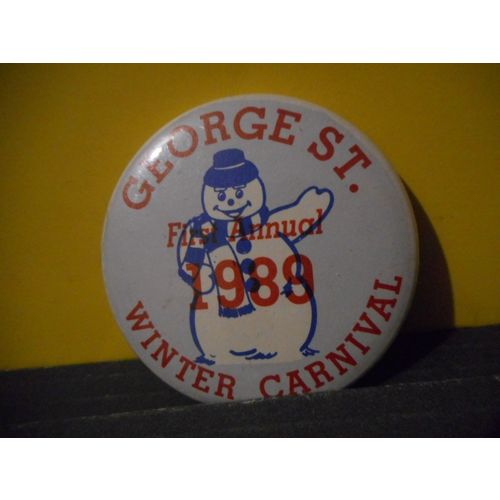 GEORGE ST.
First Annual
1989
WINTER CARNIVAL